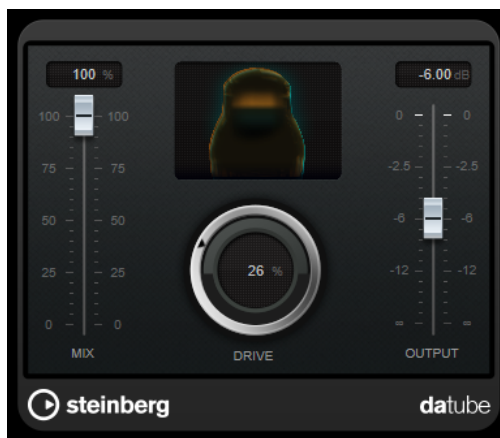 100 %
-6.00 dB
100 100 0 0
75 75 -2.5 -2.5
50 50 -6 -6
25 25 26 % -12 -12
0 0 ∞ ∞
MIX DRIVE OUTPUT
steinberg datube